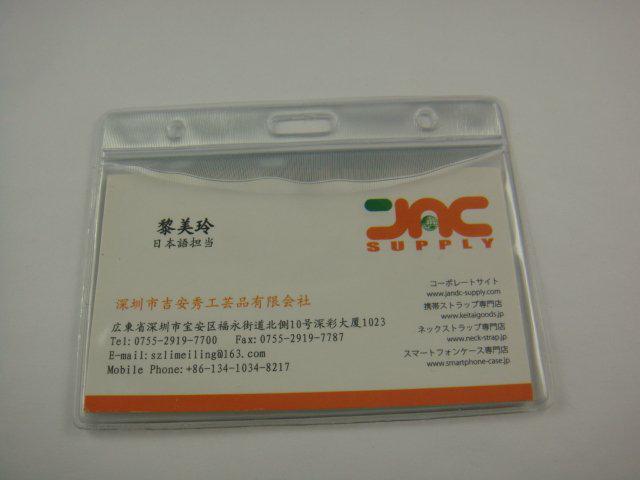 黎美玲
日本語担当
JAC
SUPPLY
深圳市吉安秀工芸品有限会社
広東省深圳市宝安区福永街道北側10号深彩大厦1023
Tel:0755-2919-7700 Fax:0755-2919-7787
E-mail:szlimeiling@163.com
Mobile Phone:+86-134-1034-8217
コーポレートサイト
www.jandc-supply.com
携帯ストラップ専門店
www.keitaigoods.jp
ネックストラップ専門店
www.neck-strap.jp
スマートフォンケース専門店
www.smartphone-case.jp